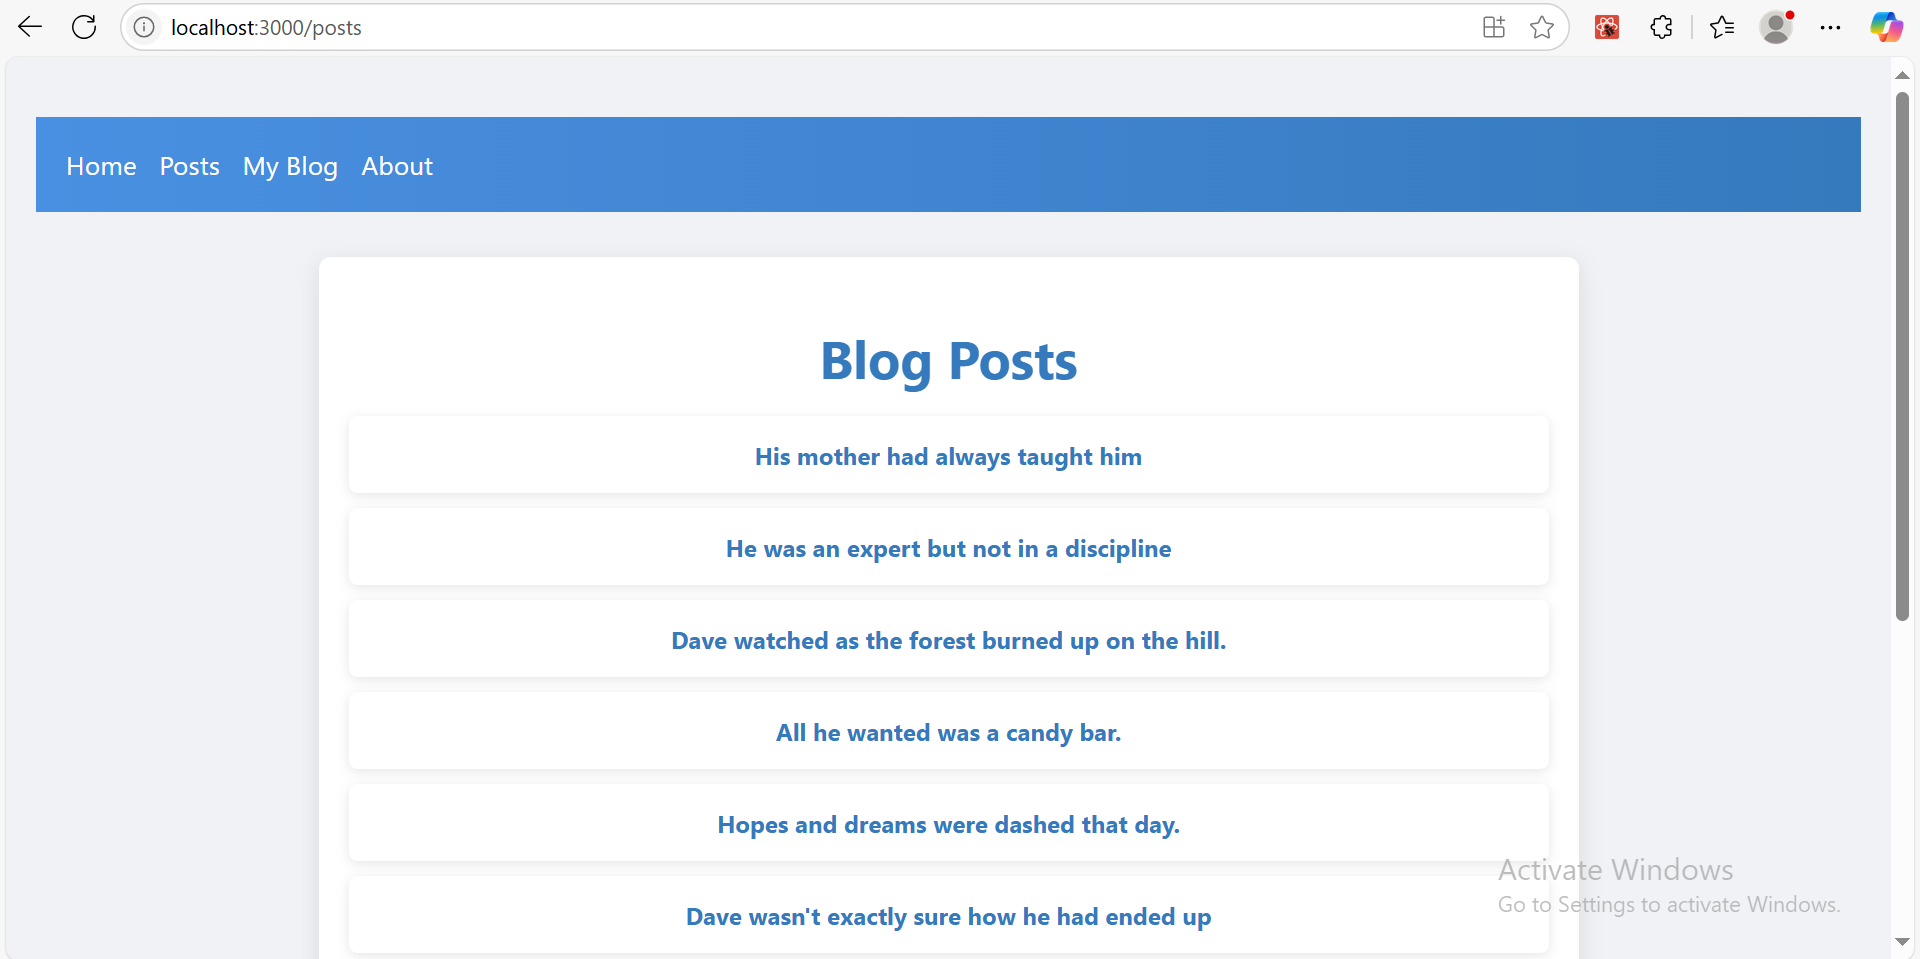 localhost:3000/posts
Home Posts My Blog About
Blog Posts
His mother had always taught him
He was an expert but not in a discipline
Dave watched as the forest burned up on the hill.
All he wanted was a candy bar.
Hopes and dreams were dashed that day.
Dave wasn't exactly sure how he had ended up
Activate Windows
Go to Settings to activate Windows.